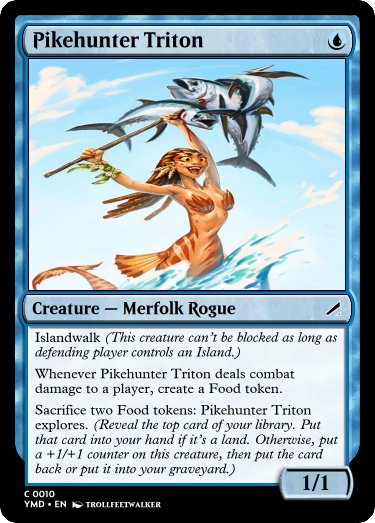 Pikehunter Triton
Creature — Merfolk Rogue
Islandwalk (This creature can't be blocked as long as
defending player controls an Island.)
Whenever Pikehunter Triton deals combat
damage to a player, create a Food token.
Sacrifice two Food tokens: Pikehunter Triton
explores. (Reveal the top card of your library. Put
that card into your hand if it's a land. Otherwise, put
a +1/+1 counter on this creature, then put the card
back or put it into your graveyard.)
1/1
C 0010
YMD • EN TROLLFEETWALKER